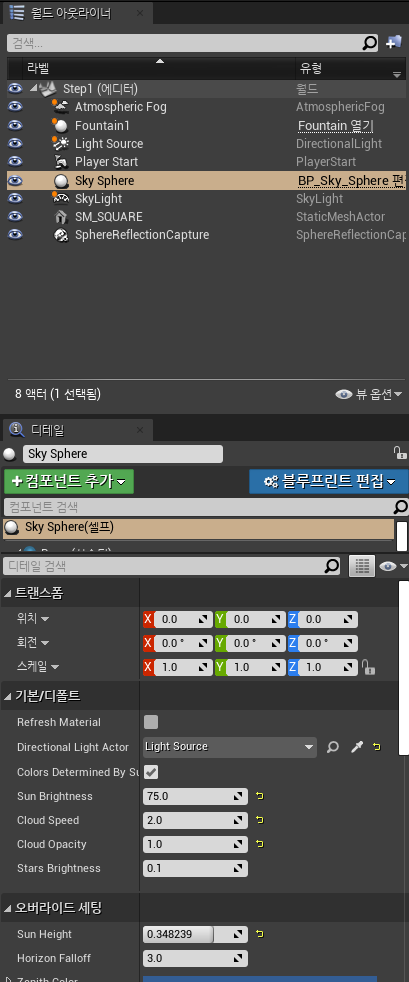 월드 아웃라이너
검색...
라벨 유형
Step1 (에디터) 월드
Atmospheric Fog AtmosphericFog
Fountain1 Fountain 열기
Light Source DirectionalLight
Player Start PlayerStart
Sky Sphere BP_Sky_Sphere 편
SkyLight SkyLight
SM_SQUARE StaticMeshActor
SphereReflectionCapture SphereReflectionCap
8 액터 (1 선택됨) 뷰 옵션
디테일
Sky Sphere
+컴포넌트 추가 블루프린트 편집
컴포넌트 검색
Sky Sphere(셀프)
디테일 검색
트랜스폼
위치 X 0.0 Y 0.0 Z 0.0
회전 X 0.0 ° Y 0.0 ° Z 0.0 °
스케일 X 1.0 Y 1.0 Z 1.0
기본/디폴트
Refresh Material
Directional Light Actor Light Source
Colors Determined By Su
Sun Brightness 75.0
Cloud Speed 2.0
Cloud Opacity 1.0
Stars Brightness 0.1
오버라이드 세팅
Sun Height 0.348239
Horizon Falloff 3.0
Zenith Color